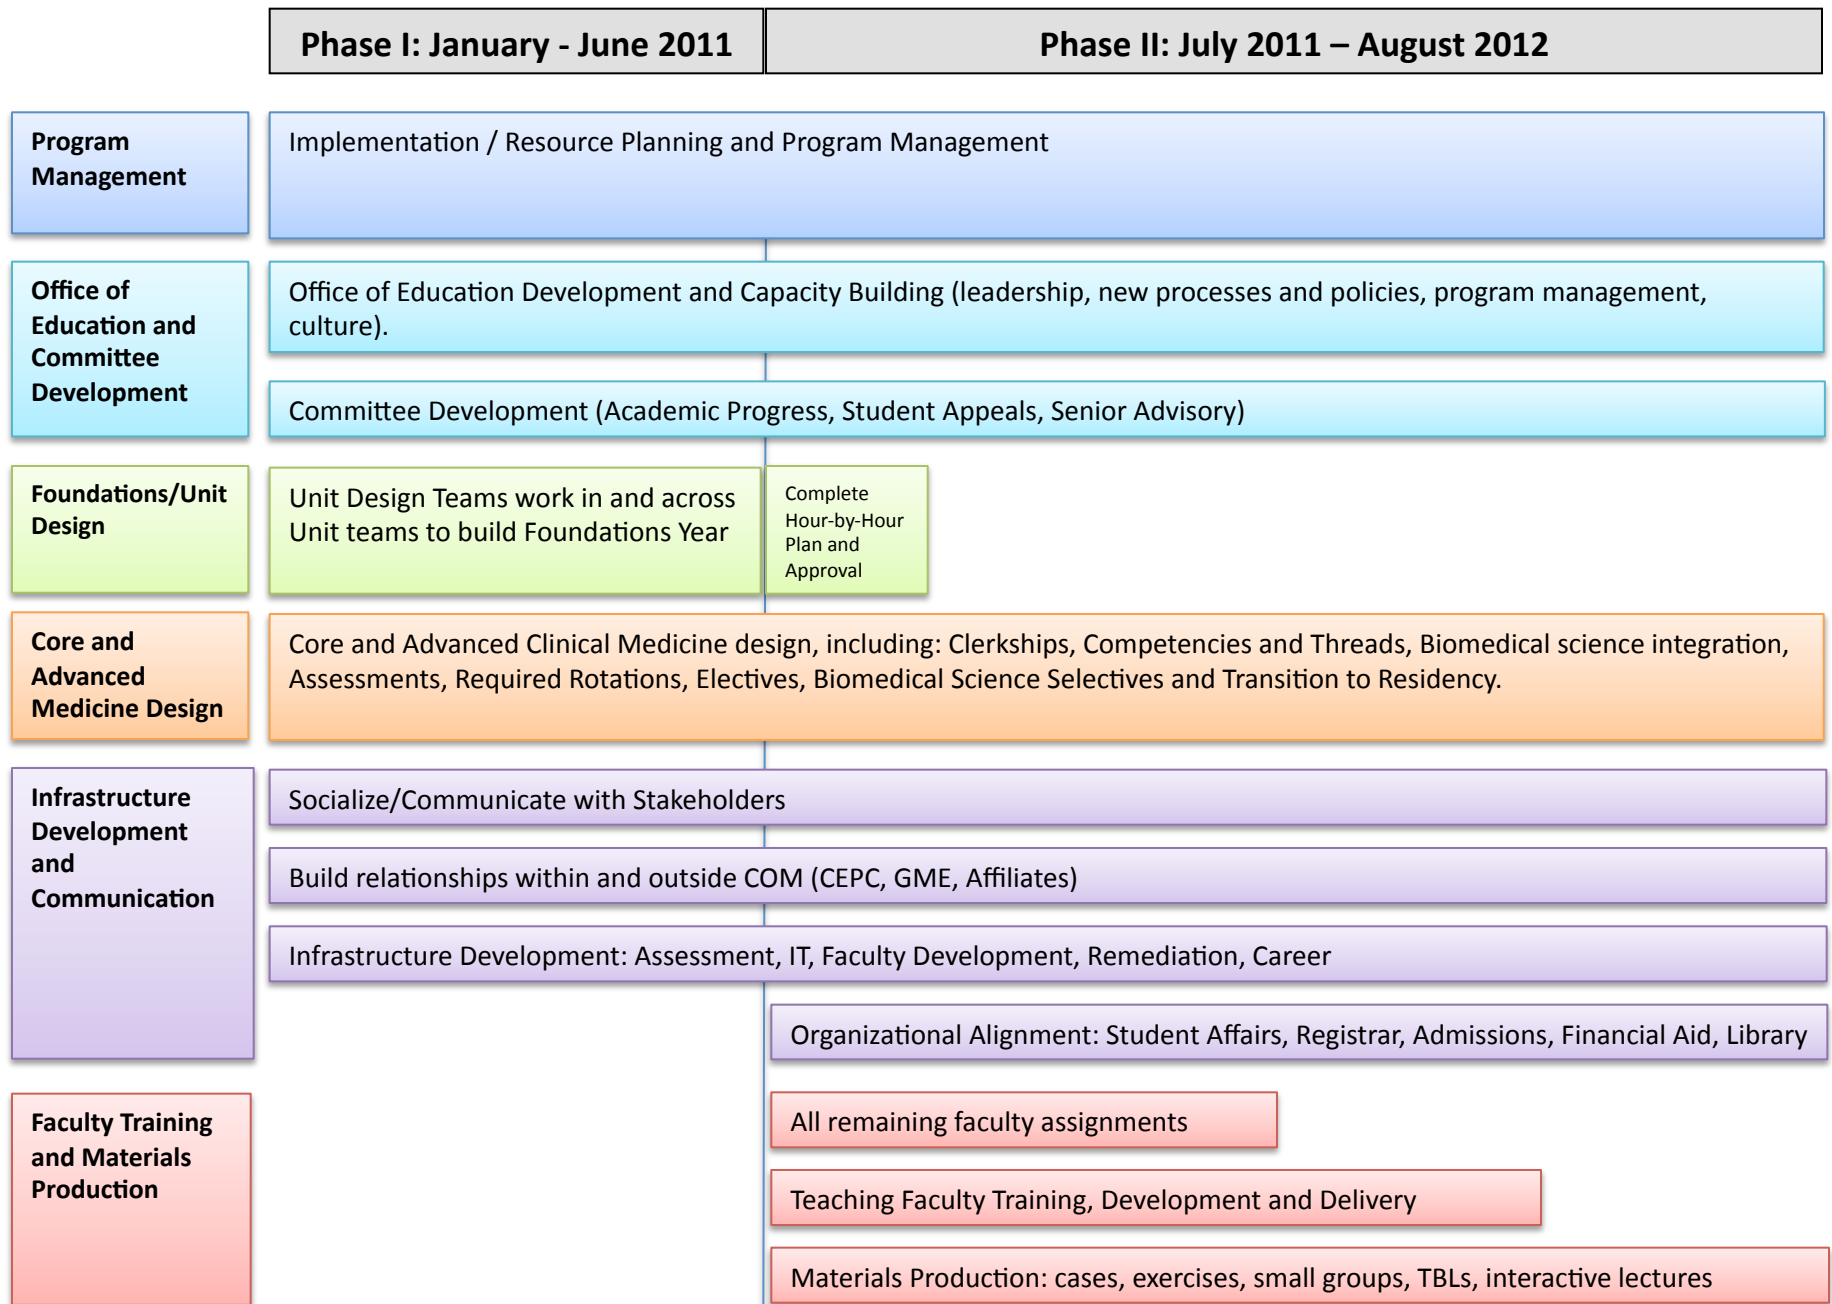 Phase I: January - June 2011
Phase II: July 2011 – August 2012
Program
Management
Implementation / Resource Planning and Program Management
Office of
Education and
Committee
Development
Office of Education Development and Capacity Building (leadership, new processes and policies, program management,
culture).
Committee Development (Academic Progress, Student Appeals, Senior Advisory)
Foundations/Unit
Design
Unit Design Teams work in and across
Unit teams to build Foundations Year
Complete
Hour-by-Hour
Plan and
Approval
Core and
Advanced
Medicine Design
Core and Advanced Clinical Medicine design, including: Clerkships, Competencies and Threads, Biomedical science integration,
Assessments, Required Rotations, Electives, Biomedical Science Selectives and Transition to Residency.
Infrastructure
Development
and
Communication
Socialize/Communicate with Stakeholders
Build relationships within and outside COM (CEPC, GME, Affiliates)
Infrastructure Development: Assessment, IT, Faculty Development, Remediation, Career
Organizational Alignment: Student Affairs, Registrar, Admissions, Financial Aid, Library
Faculty Training
and Materials
Production
All remaining faculty assignments
Teaching Faculty Training, Development and Delivery
Materials Production: cases, exercises, small groups, TBLs, interactive lectures